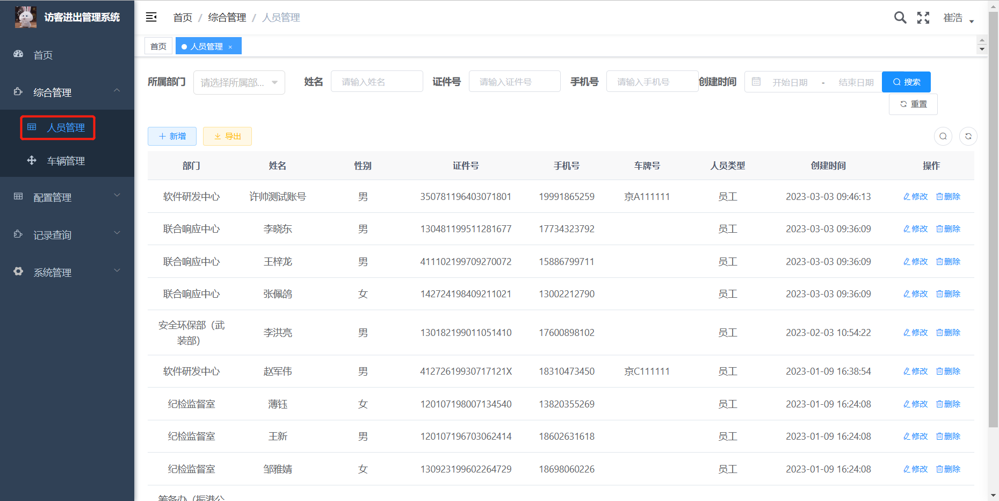 访客进出管理系统
首页
综合管理
人员管理
车辆管理
配置管理
记录查询
系统管理
首页 / 综合管理 / 人员管理
崔浩
首页
人员管理 ×
所属部门 请选择所属部... 姓名 请输入姓名 证件号 请输入证件号 手机号 请输入手机号 创建时间 开始日期 - 结束日期 搜索
重置
新增 导出
部门 姓名 性别 证件号 手机号 车牌号 人员类型 创建时间 操作
软件研发中心 许帅测试账号 男 350781196403071801 19991865259 京A111111 员工 2023-03-03 09:46:13 修改 删除
联合响应中心 李晓东 男 130481199511281677 17734323792 员工 2023-03-03 09:36:09 修改 删除
联合响应中心 王梓龙 男 411102199709270072 15886799711 员工 2023-03-03 09:36:09 修改 删除
联合响应中心 张佩鸽 女 142724198409211021 13002212790 员工 2023-03-03 09:36:09 修改 删除
安全环保部（武
装部） 李洪亮 男 130182199011051410 17600898102 员工 2023-02-03 10:54:22 修改 删除
软件研发中心 赵军伟 男 41272619930717121X 18310473450 京C111111 员工 2023-01-09 16:38:54 修改 删除
纪检监督室 薄钰 女 120107198007134540 13820355269 员工 2023-01-09 16:24:08 修改 删除
纪检监督室 王新 男 120107196703062414 18602631618 员工 2023-01-09 16:24:08 修改 删除
纪检监督室 邹雅婧 女 130923199602264729 18698060226 员工 2023-01-09 16:24:08 修改 删除
筹备办（振港公